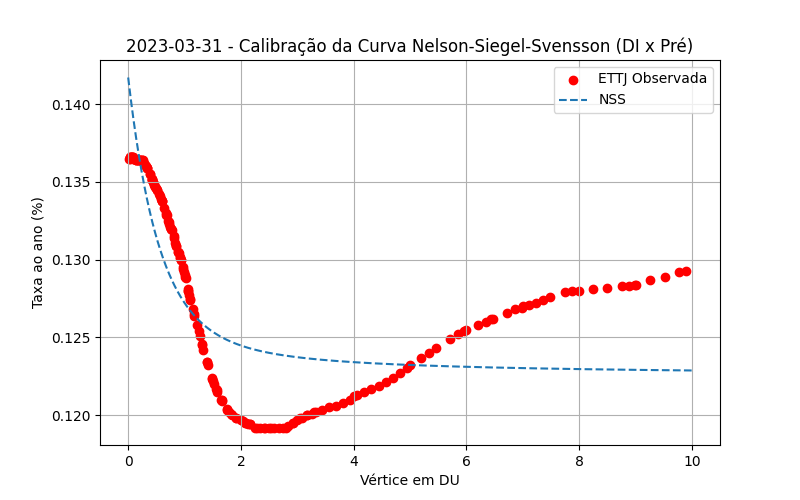 2023-03-31 - Calibração da Curva Nelson-Siegel-Svensson (DI x Pré)
ETTJ Observada
NSS
Taxa ao ano (%)
0.140
0.135
0.130
0.125
0.120
0 2 4 6 8 10
Vértice em DU